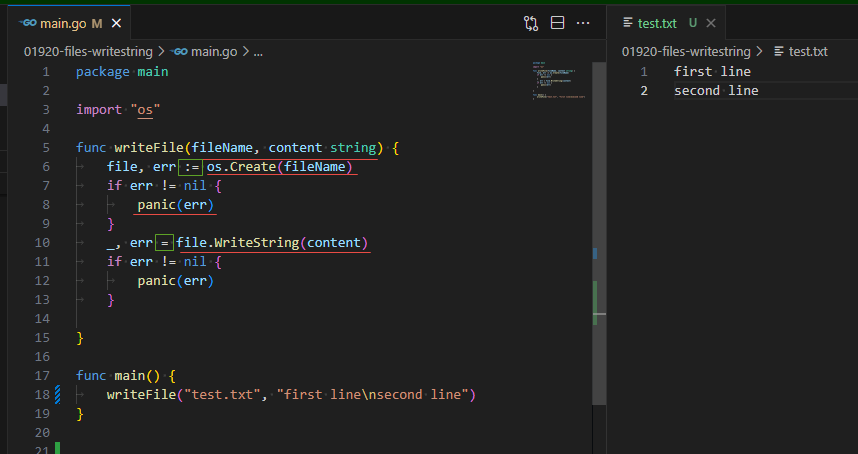 GO main.go M
01920-files-writestring > GO main.go > ...
1 package main
2
3 import "os"
4
5 func writeFile(fileName, content string) {
6 file, err := os.Create(fileName)
7 if err != nil {
8 panic(err)
9 }
10 _, err = file.WriteString(content)
11 if err != nil {
12 panic(err)
13 }
14
15 }
16
17 func main() {
18 writeFile("test.txt", "first line\nsecond line")
19 }
20
21
test.txt U
01920-files-writestring > test.txt
1 first line
2 second line